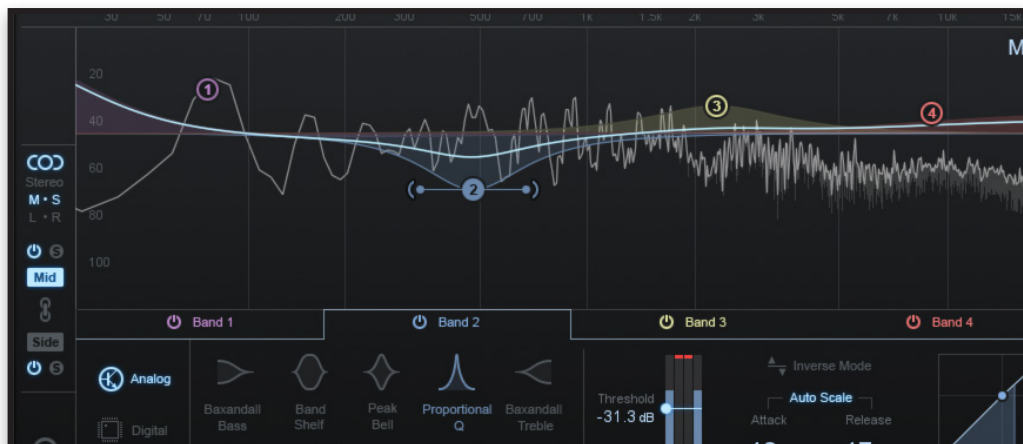 30 50 70 100 200 300 500 700 1K 1.5K 2K 3K 5K 7K 10K 15K
M
20
1
3
4
40
60
2
80
100
Stereo
M • S
L • R
S
Mid
Side
S
Band 1 Band 2 Band 3 Band 4
Analog
Digital
Baxandall Bass
Band Shelf
Peak Bell
Proportional Q
Baxandall Treble
Threshold
-31.3 dB
Inverse Mode
Auto Scale
Attack Release